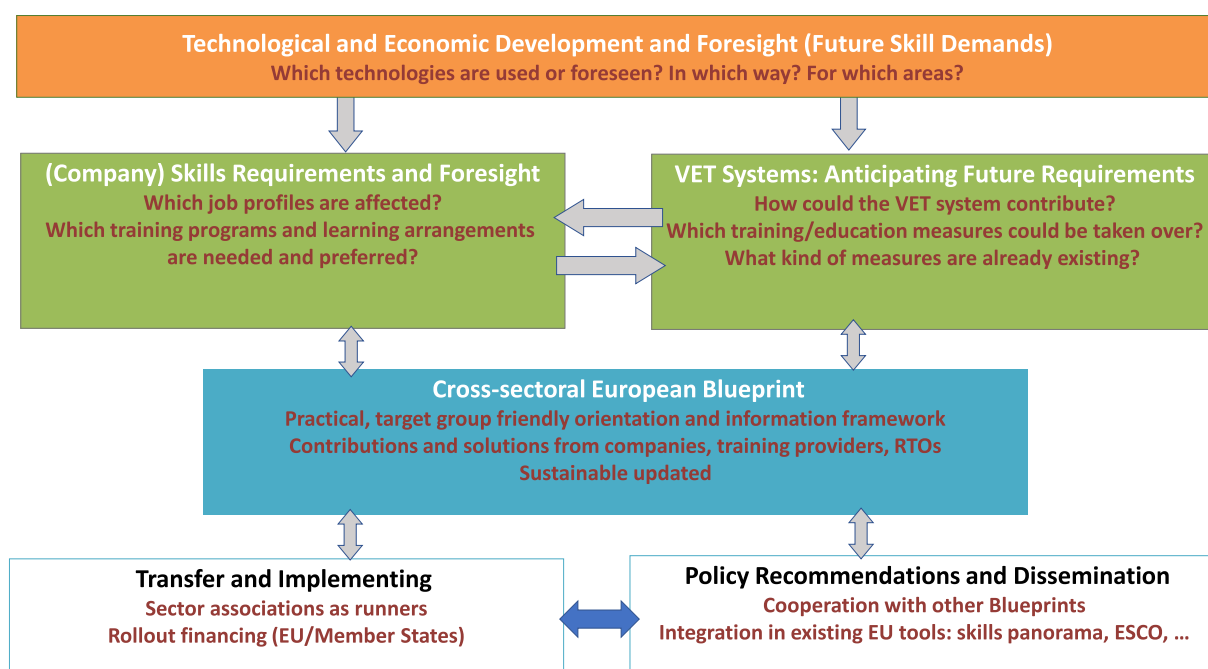 Technological and Economic Development and Foresight (Future Skill Demands)
Which technologies are used or foreseen? In which way? For which areas?
(Company) Skills Requirements and Foresight
Which job profiles are affected?
Which training programs and learning arrangements
are needed and preferred?
VET Systems: Anticipating Future Requirements
How could the VET system contribute?
Which training/education measures could be taken over?
What kind of measures are already existing?
Cross-sectoral European Blueprint
Practical, target group friendly orientation and information framework
Contributions and solutions from companies, training providers, RTOs
Sustainable updated
Transfer and Implementing
Sector associations as runners
Rollout financing (EU/Member States)
Policy Recommendations and Dissemination
Cooperation with other Blueprints
Integration in existing EU tools: skills panorama, ESCO, …